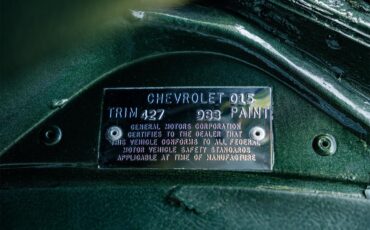 CHEVROLET 015
TRIM 427 983 PAINT
GENERAL MOTORS CORPORATION
CERTIFIES TO THE DEALER THAT
THIS VEHICLE CONFORMS TO ALL FEDERAL
MOTOR VEHICLE SAFETY STANDARDS
APPLICABLE AT TIME OF MANUFACTURE